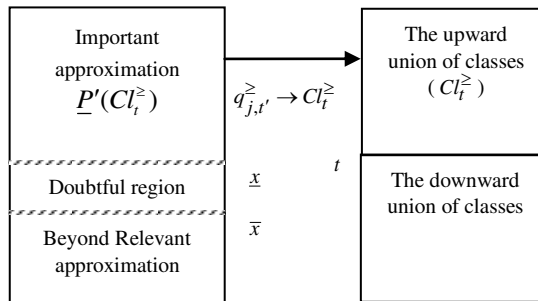 Important
approximation
P̲′(Cl_t^≥)
Doubtful region
Beyond Relevant
approximation
q_{j,t′}^≥ → Cl_t^≥
x̲
x̅
t
The upward
union of classes
( Cl_t^≥ )
The downward
union of classes